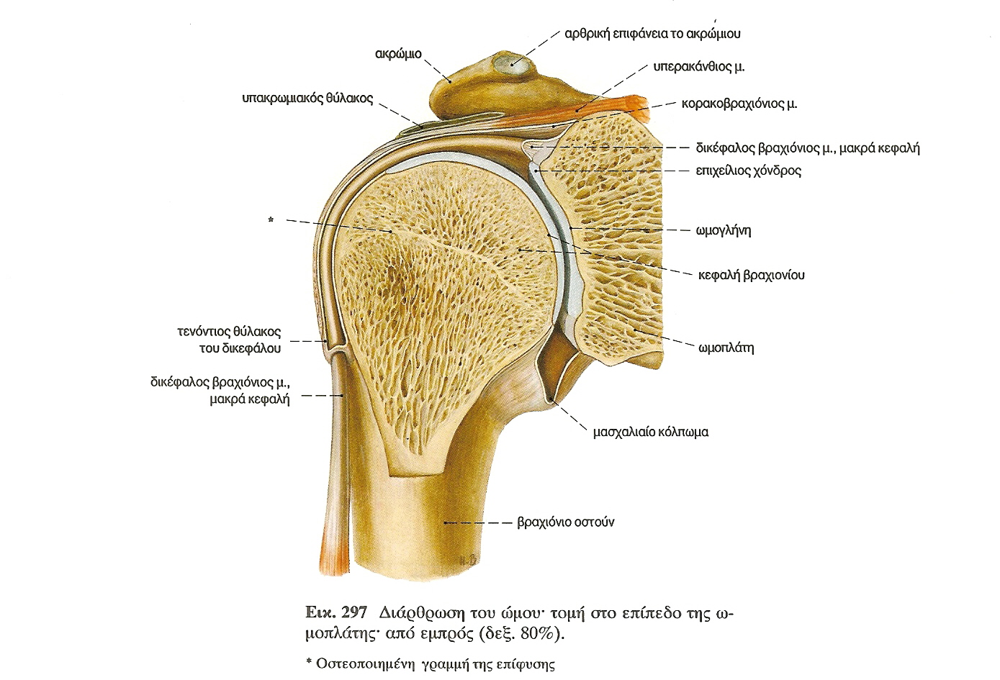 αρθρική επιφάνεια το ακρώμιου
ακρώμιο
υπερακάνθιος μ.
υπακρωμιακός θύλακος
κορακοβραχιόνιος μ.
δικέφαλος βραχιόνιος μ., μακρά κεφαλή
επιχείλιος χόνδρος
*
ωμογλήνη
κεφαλή βραχιονίου
τενόντιος θύλακος
του δικεφάλου
ωμοπλάτη
δικέφαλος βραχιόνιος μ.,
μακρά κεφαλή
μασχαλιαίο κόλπωμα
βραχιόνιο οστούν
Εικ. 297 Διάρθρωση του ώμου· τομή στο επίπεδο της ω-
μοπλάτης· από εμπρός (δεξ. 80%).
* Οστεοποιημένη γραμμή της επίφυσης